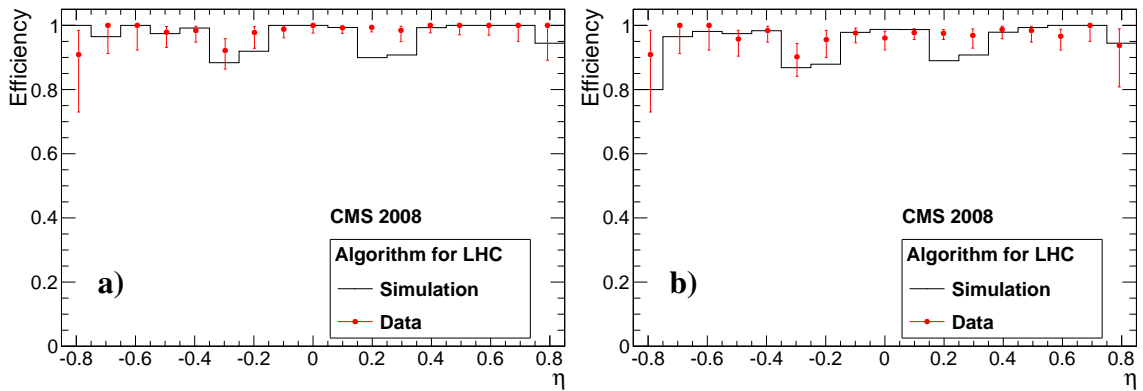 Efficiency
1
0.8
0.6
0.4
0.2
0
CMS 2008
Algorithm for LHC
Simulation
Data
a)
-0.8 -0.6 -0.4 -0.2 0 0.2 0.4 0.6 0.8
η
Efficiency
1
0.8
0.6
0.4
0.2
0
CMS 2008
Algorithm for LHC
Simulation
Data
b)
-0.8 -0.6 -0.4 -0.2 0 0.2 0.4 0.6 0.8
η